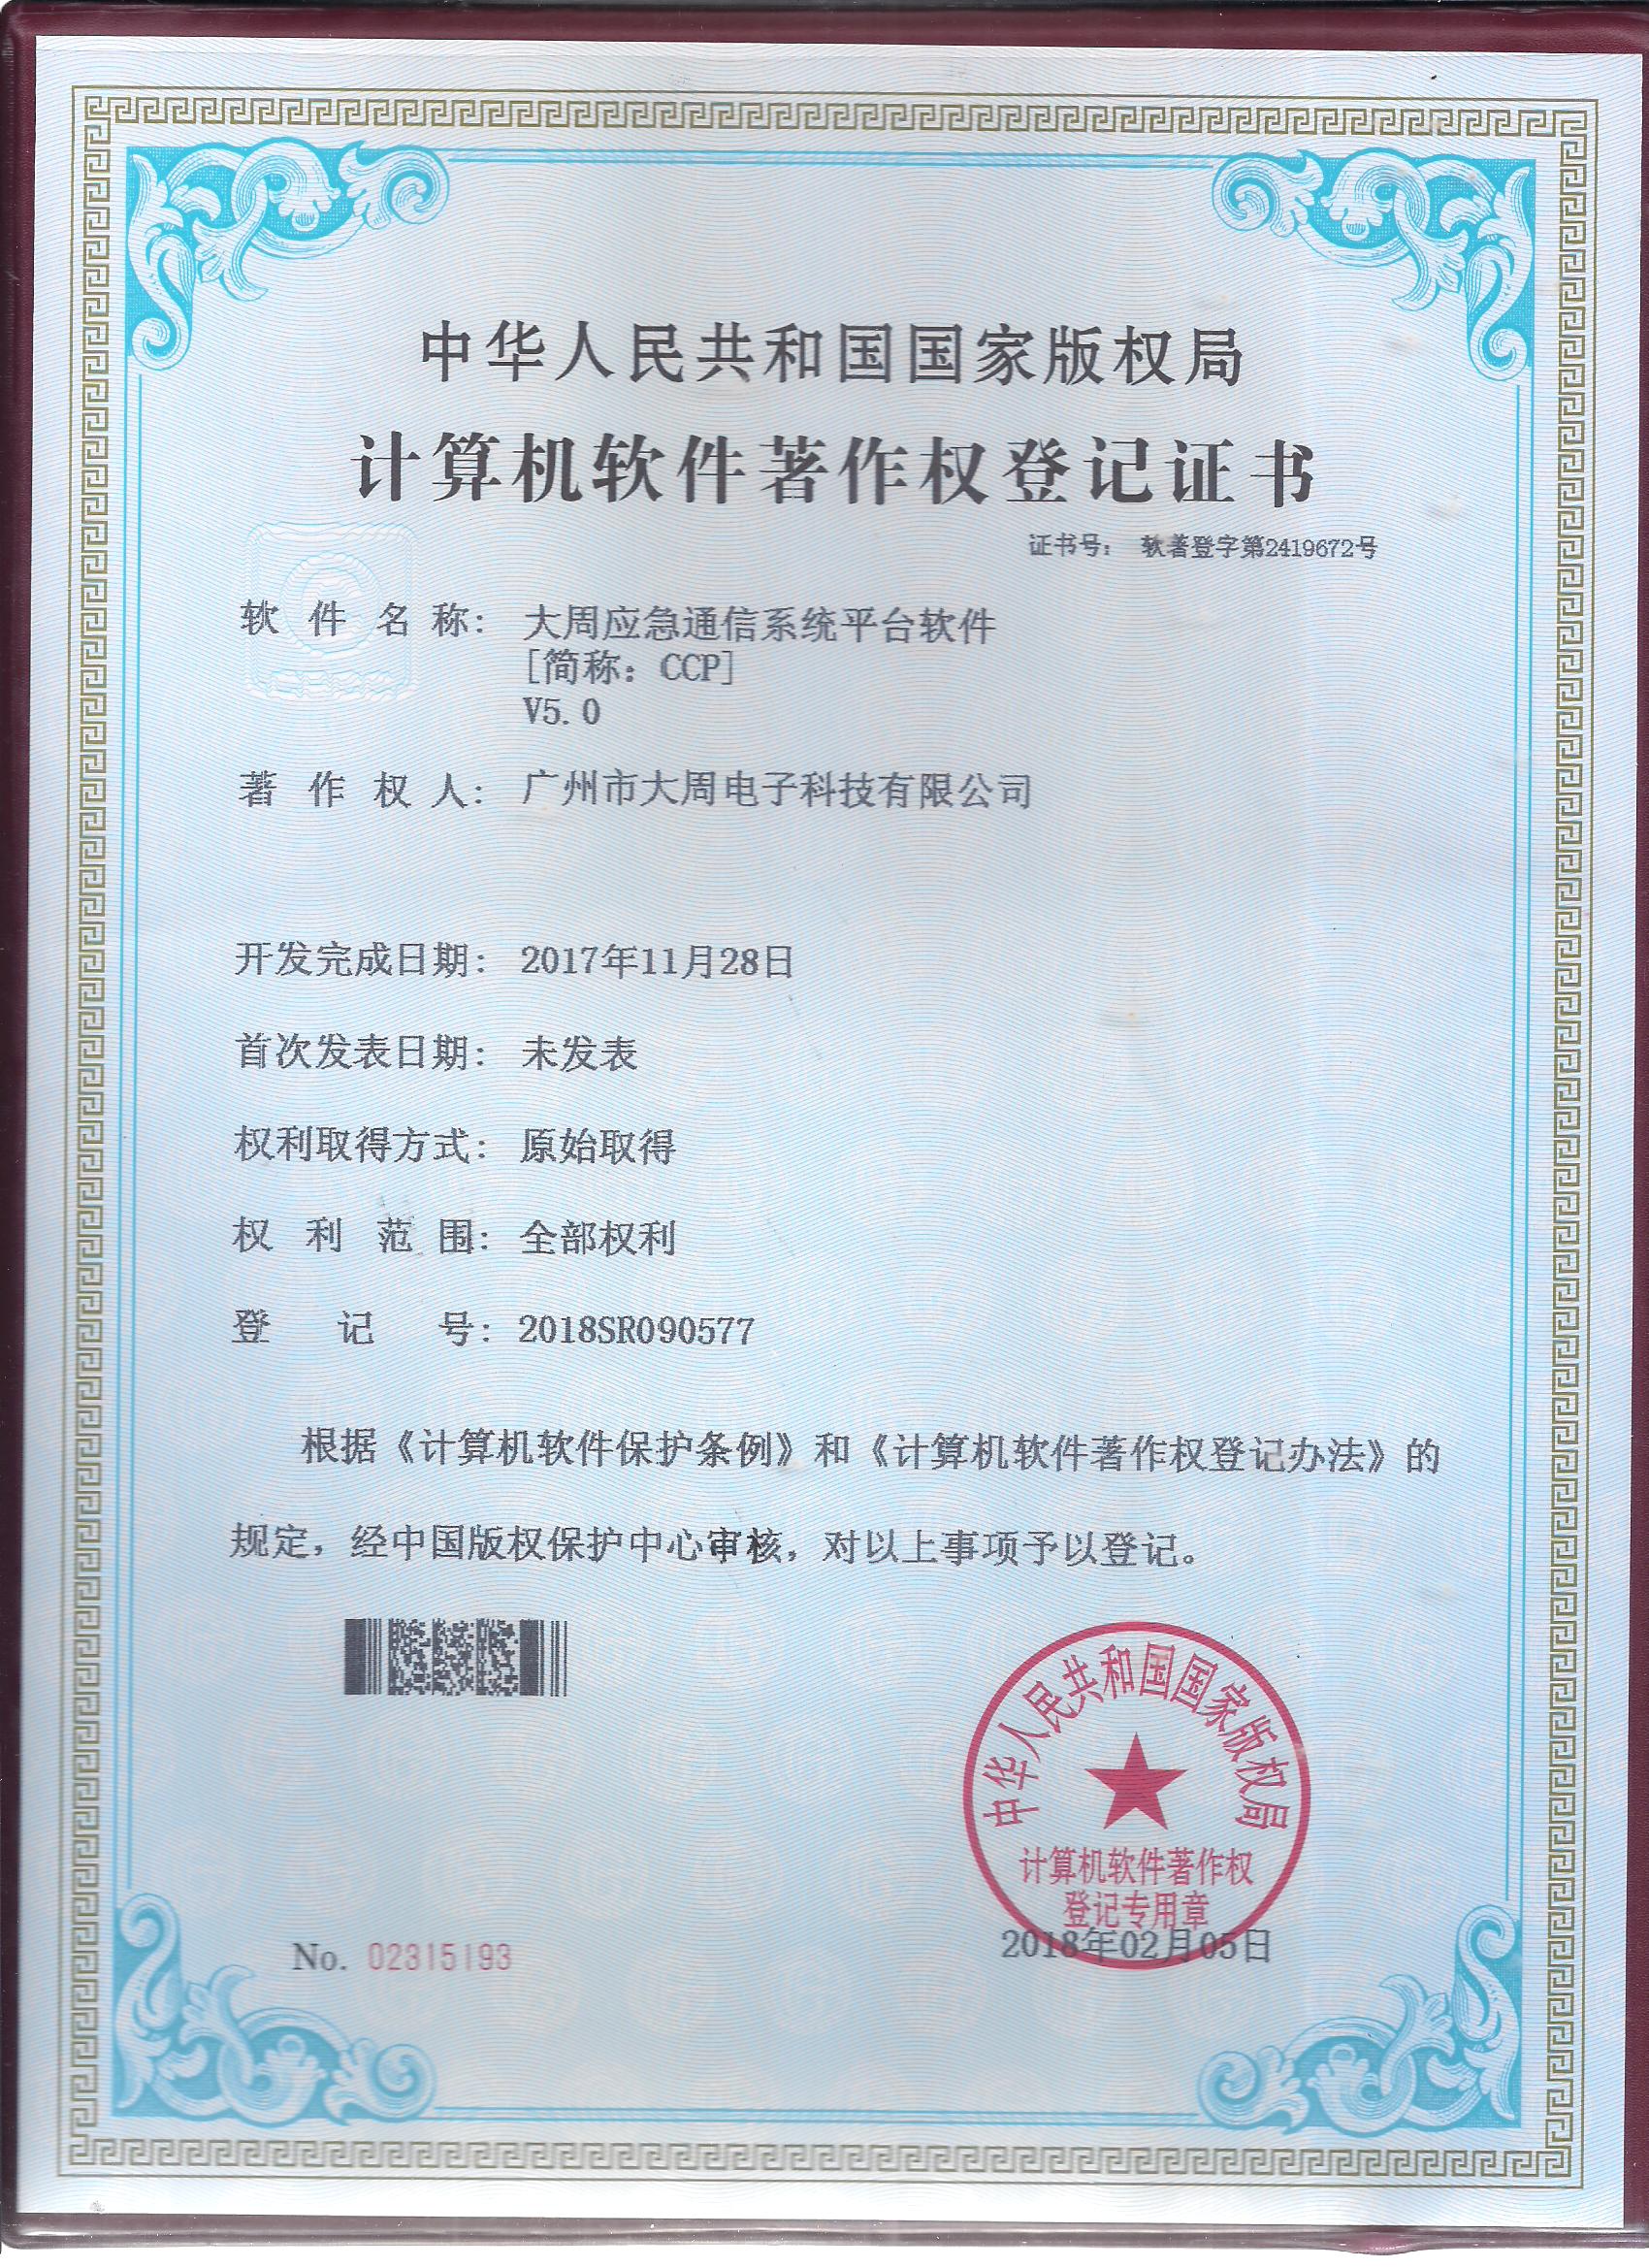 中华人民共和国国家版权局
计算机软件著作权登记证书
证书号： 软著登字第2419672号
软件名称： 大周应急通信系统平台软件
[简称：CCP]
V5.0
著作权人： 广州市大周电子科技有限公司
开发完成日期： 2017年11月28日
首次发表日期： 未发表
权利取得方式： 原始取得
权利范围： 全部权利
登记号： 2018SR090577
根据《计算机软件保护条例》和《计算机软件著作权登记办法》的
规定，经中国版权保护中心审核，对以上事项予以登记。
中华人民共和国国家版权局
计算机软件著作权
登记专用章
2018年02月05日
No. 02315193